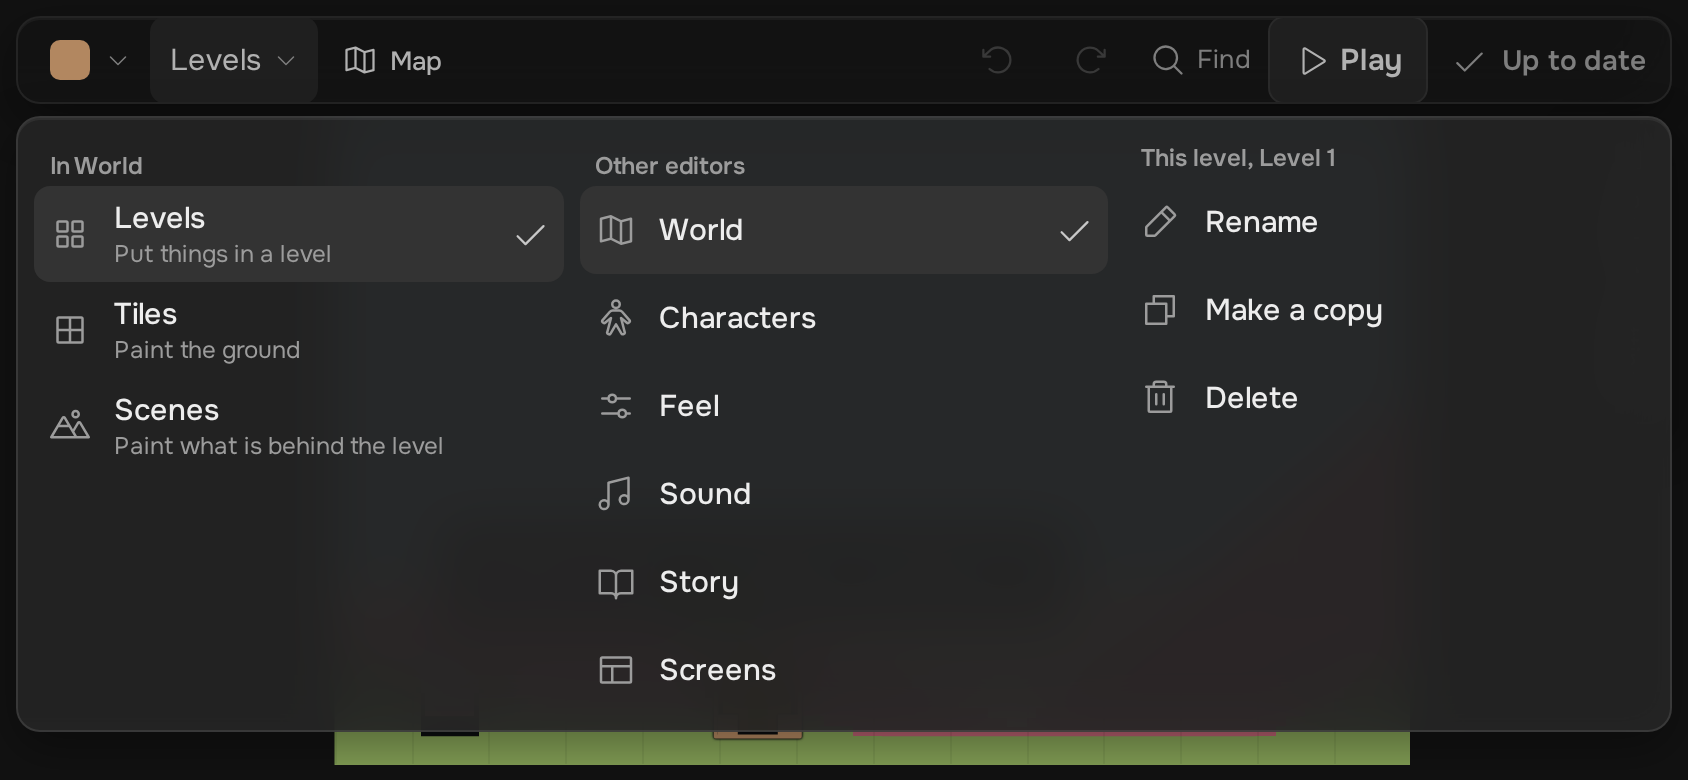 Levels
Map
Find
Play
Up to date
In World
Levels
Put things in a level
Tiles
Paint the ground
Scenes
Paint what is behind the level
Other editors
World
Characters
Feel
Sound
Story
Screens
This level, Level 1
Rename
Make a copy
Delete